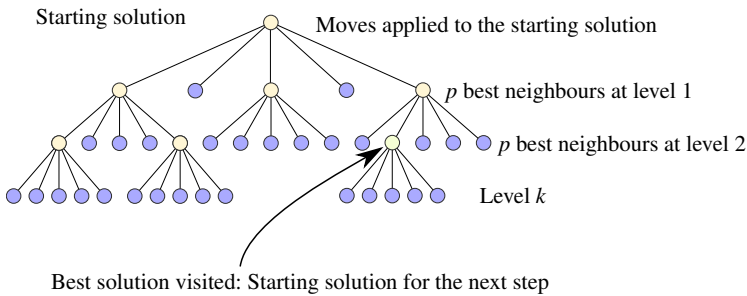 Starting solution
Moves applied to the starting solution
p best neighbours at level 1
p best neighbours at level 2
Level k
Best solution visited: Starting solution for the next step